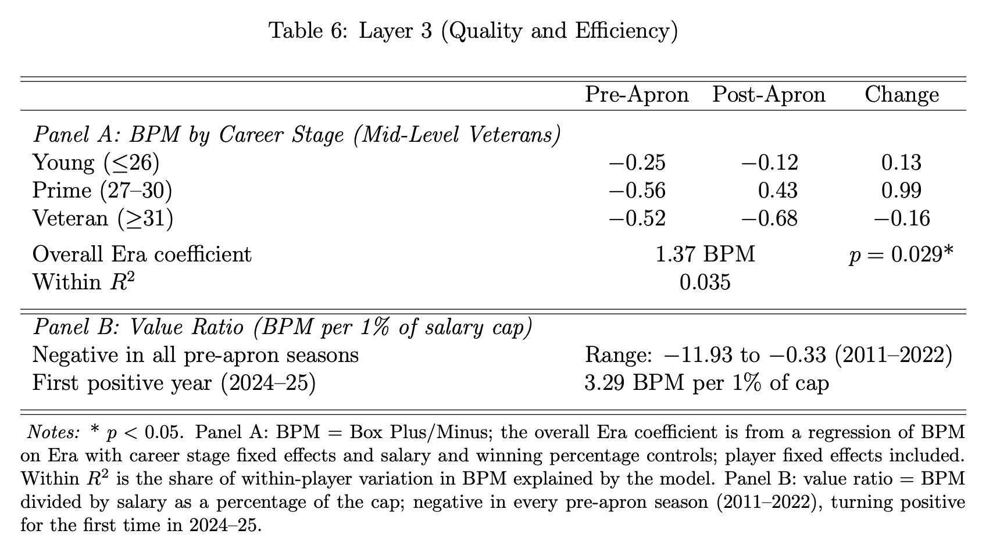 Table 6: Layer 3 (Quality and Efficiency)
Pre-Apron Post-Apron Change
Panel A: BPM by Career Stage (Mid-Level Veterans)
Young (≤26) −0.25 −0.12 0.13
Prime (27–30) −0.56 0.43 0.99
Veteran (≥31) −0.52 −0.68 −0.16
Overall Era coefficient 1.37 BPM p = 0.029*
Within R² 0.035
Panel B: Value Ratio (BPM per 1% of salary cap)
Negative in all pre-apron seasons Range: −11.93 to −0.33 (2011–2022)
First positive year (2024–25) 3.29 BPM per 1% of cap
Notes: * p < 0.05. Panel A: BPM = Box Plus/Minus; the overall Era coefficient is from a regression of BPM
on Era with career stage fixed effects and salary and winning percentage controls; player fixed effects included.
Within R² is the share of within-player variation in BPM explained by the model. Panel B: value ratio = BPM
divided by salary as a percentage of the cap; negative in every pre-apron season (2011–2022), turning positive
for the first time in 2024–25.